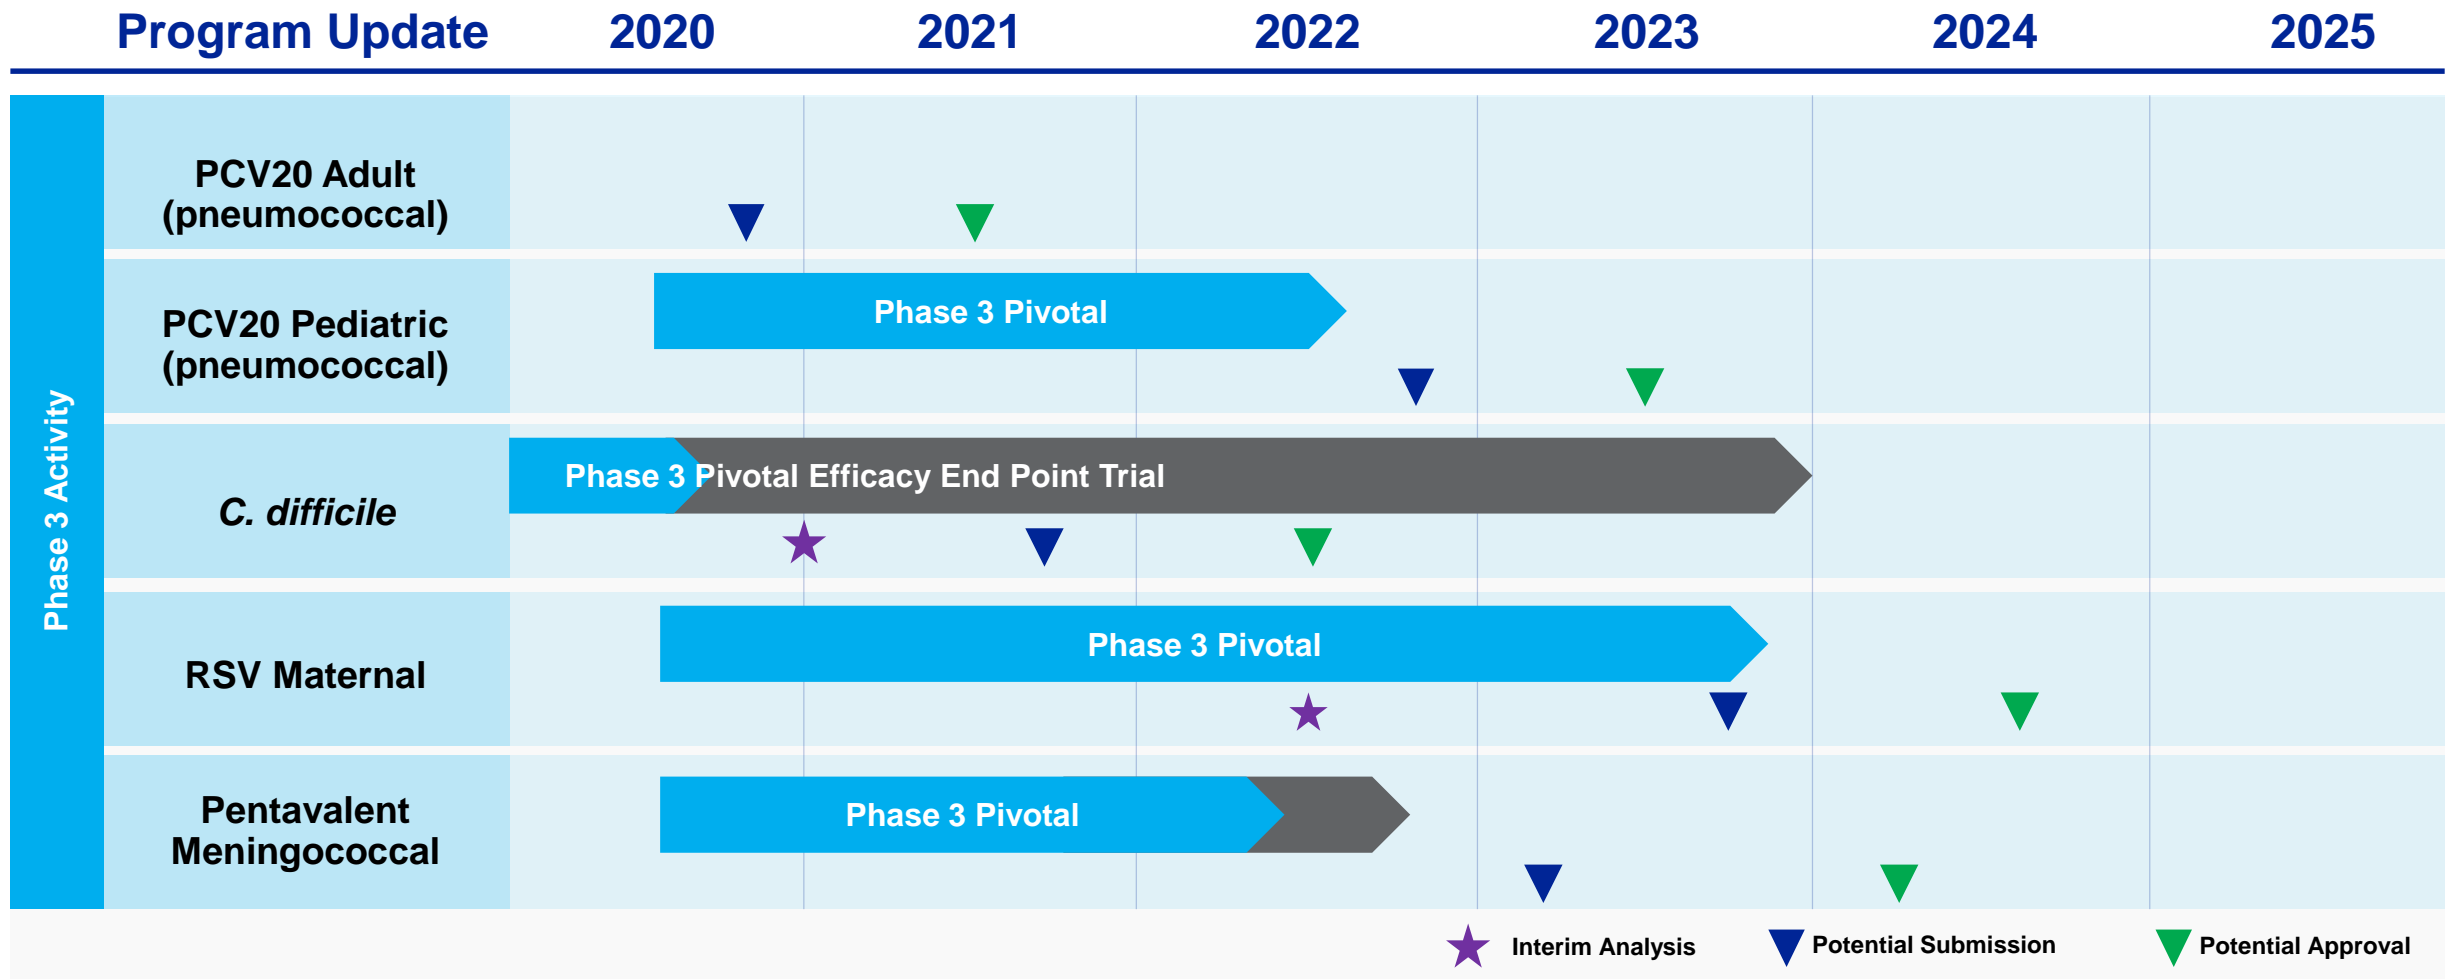 Program Update 2020 2021 2022 2023 2024 2025
Phase 3 Activity
PCV20 Adult
(pneumococcal)
PCV20 Pediatric
(pneumococcal)
Phase 3 Pivotal
C. difficile
Phase 3 Pivotal Efficacy End Point Trial
RSV Maternal
Phase 3 Pivotal
Pentavalent
Meningococcal
Phase 3 Pivotal
Interim Analysis
Potential Submission
Potential Approval